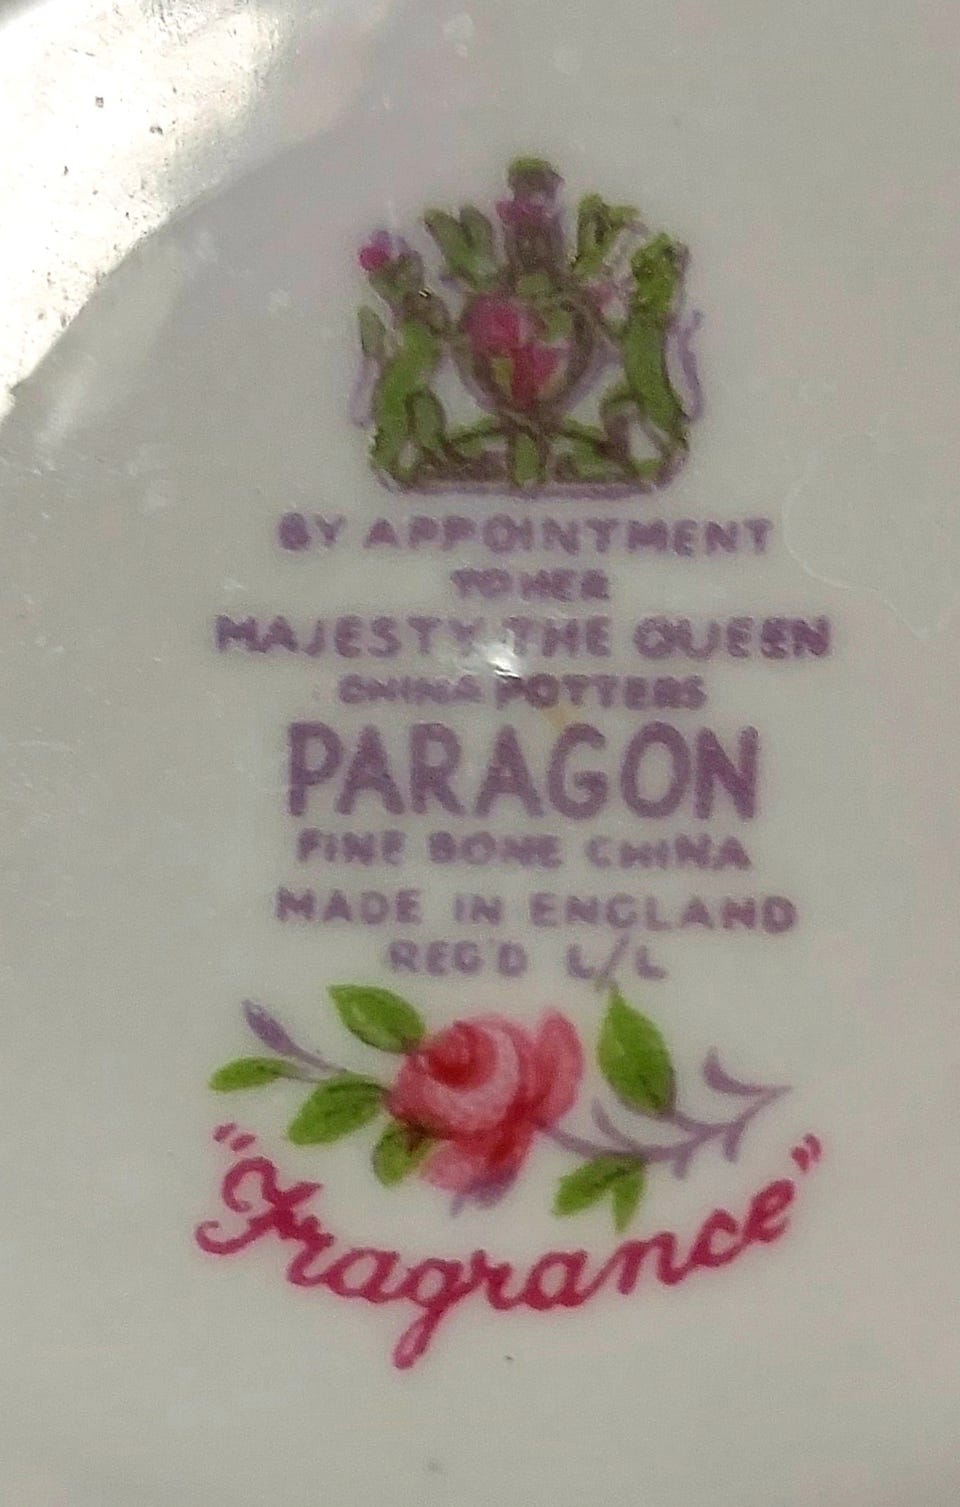 BY APPOINTMENT
TO HER
MAJESTY THE QUEEN
CHINA POTTERS
PARAGON
FINE BONE CHINA
MADE IN ENGLAND
REG'D L/L
"Fragrance"